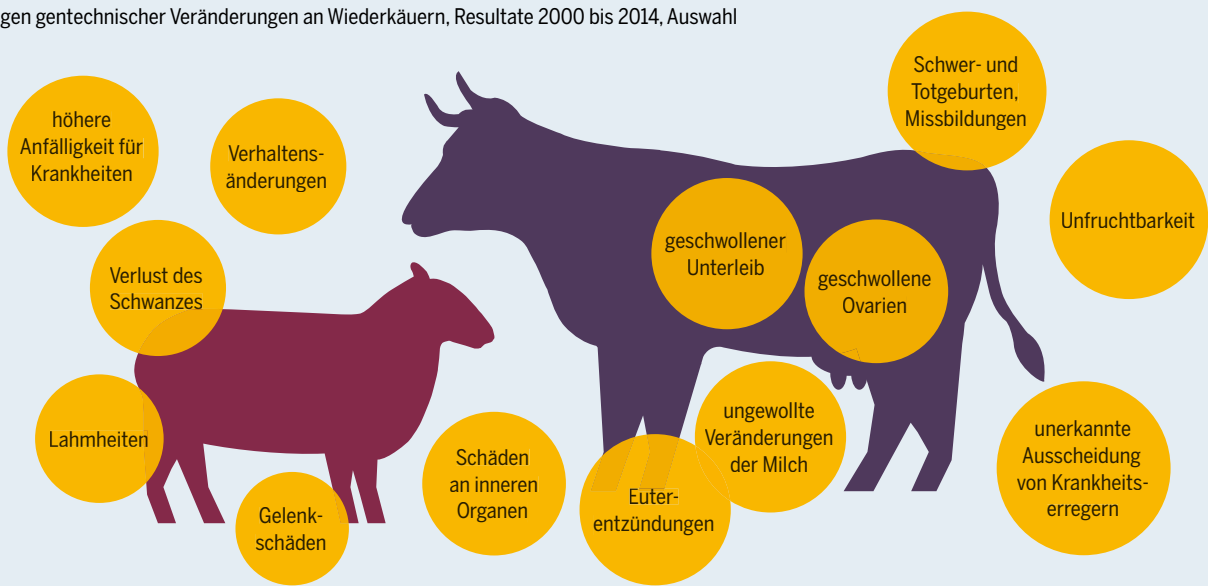 gen gentechnischer Veränderungen an Wiederkäuern, Resultate 2000 bis 2014, Auswahl
Schwer- und
Totgeburten,
Missbildungen
höhere
Anfälligkeit für
Krankheiten
Verhaltens-
änderungen
Unfruchtbarkeit
geschwollener
Unterleib
geschwollene
Ovarien
Verlust des
Schwanzes
Lahmheiten
ungewollte
Veränderungen
der Milch
unerkannte
Ausscheidung
von Krankheits-
erregern
Schäden
an inneren
Organen
Euter-
entzündungen
Gelenk-
schäden